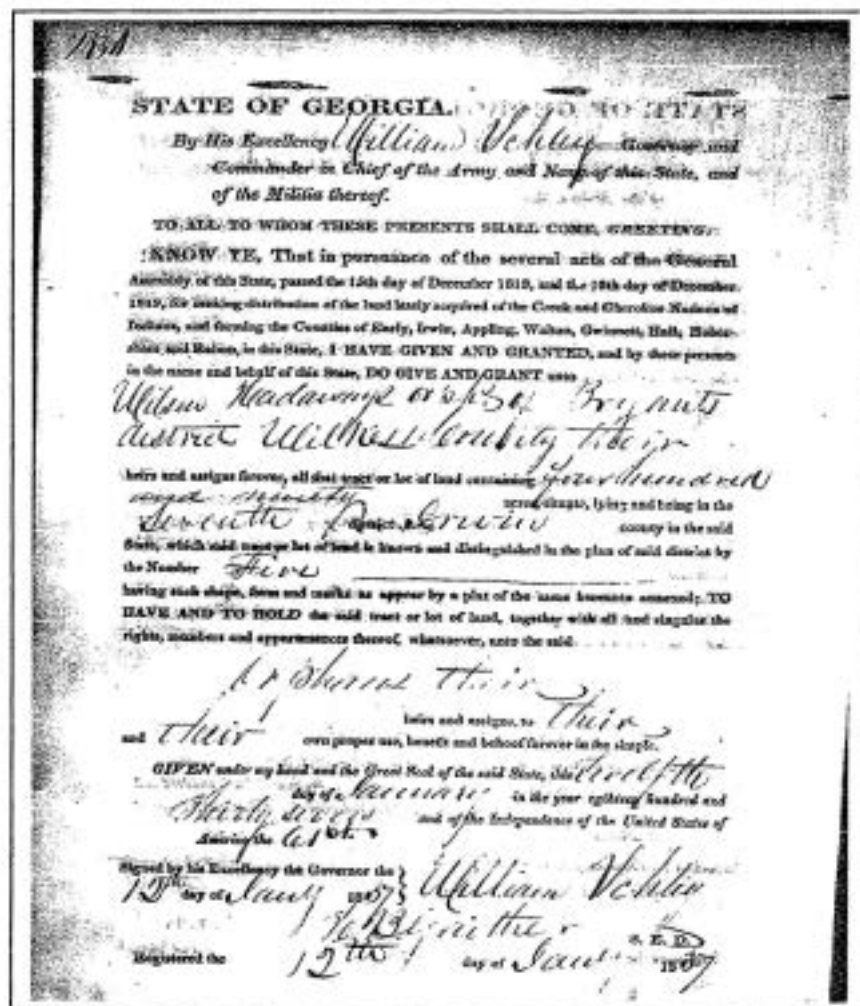 STATE OF GEORGIA.
By His Excellency William Schley Governor and
Commander in Chief of the Army and Navy of this State, and
of the Militia thereof.
TO ALL TO WHOM THESE PRESENTS SHALL COME, GREETING:
KNOW YE, That in pursuance of the several acts of the General
Assembly of this State, passed the 15th day of December 1818, and the 16th day of December,
1819, for making distribution of the land lately acquired of the Creek and Cherokee Nations of
Indians, and forming the Counties of Early, Irwin, Appling, Walton, Gwinnett, Hall, Haber-
sham and Rabun, in this State, I HAVE GIVEN AND GRANTED, and by these presents
in the name and behalf of this State, DO GIVE AND GRANT unto
Wilson Hadaways of Bryants
district Wilkes County their
heirs and assigns forever, all that tract or lot of land containing four hundred
and ninety acres, lying and being in the
Seventh district Irwin county in the said
State, which said tract or lot of land is known and distinguished in the plan of said district by
the Number Five
having such shape, form and marks as appear by a plat of the same hereunto annexed; TO
HAVE AND TO HOLD the said tract or lot of land, together with all and singular the
rights, members and appurtenances thereof, whatsoever, unto the said
Orphans their
heirs and assigns, to their
and their own proper use, benefit and behoof forever in fee simple.
GIVEN under my hand and the Great Seal of the said State, this twelfth
day of January in the year eighteen hundred and
Thirty seven and of the Independence of the United States of
America the 61st.
Signed by his Excellency the Governor the
12th day of Jany 1837 William Schley
S. E. D.
Registered the 12th day of Jany 1837